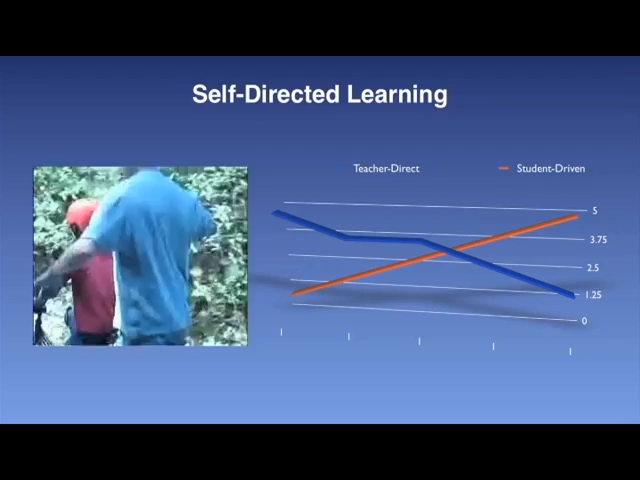 Self-Directed Learning
Teacher-Direct
Student-Driven
5
3.75
2.5
1.25
0
I
I
I
I
I